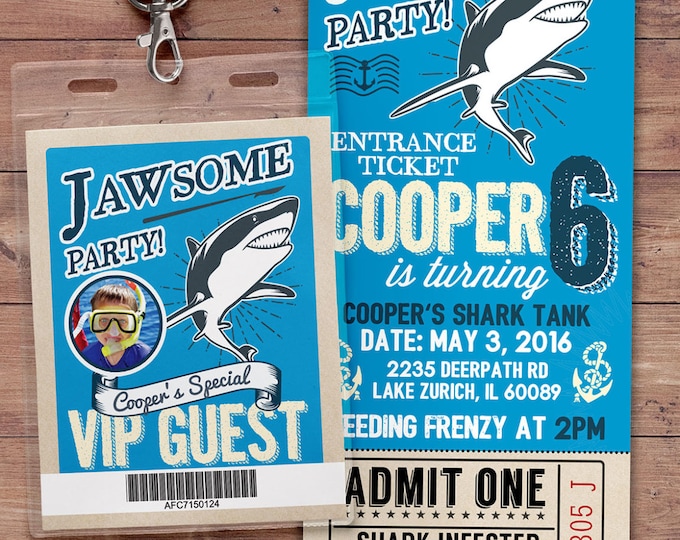 JAWSOME
PARTY!
Cooper's Special
VIP GUEST
AFC7150124
PARTY!
ENTRANCE
TICKET
COOPER 6
is turning
COOPER'S SHARK TANK
DATE: MAY 3, 2016
2235 DEERPATH RD
LAKE ZURICH, IL 60089
EEDING FRENZY AT 2PM
ADMIT ONE
SHARK INFESTED
305 J